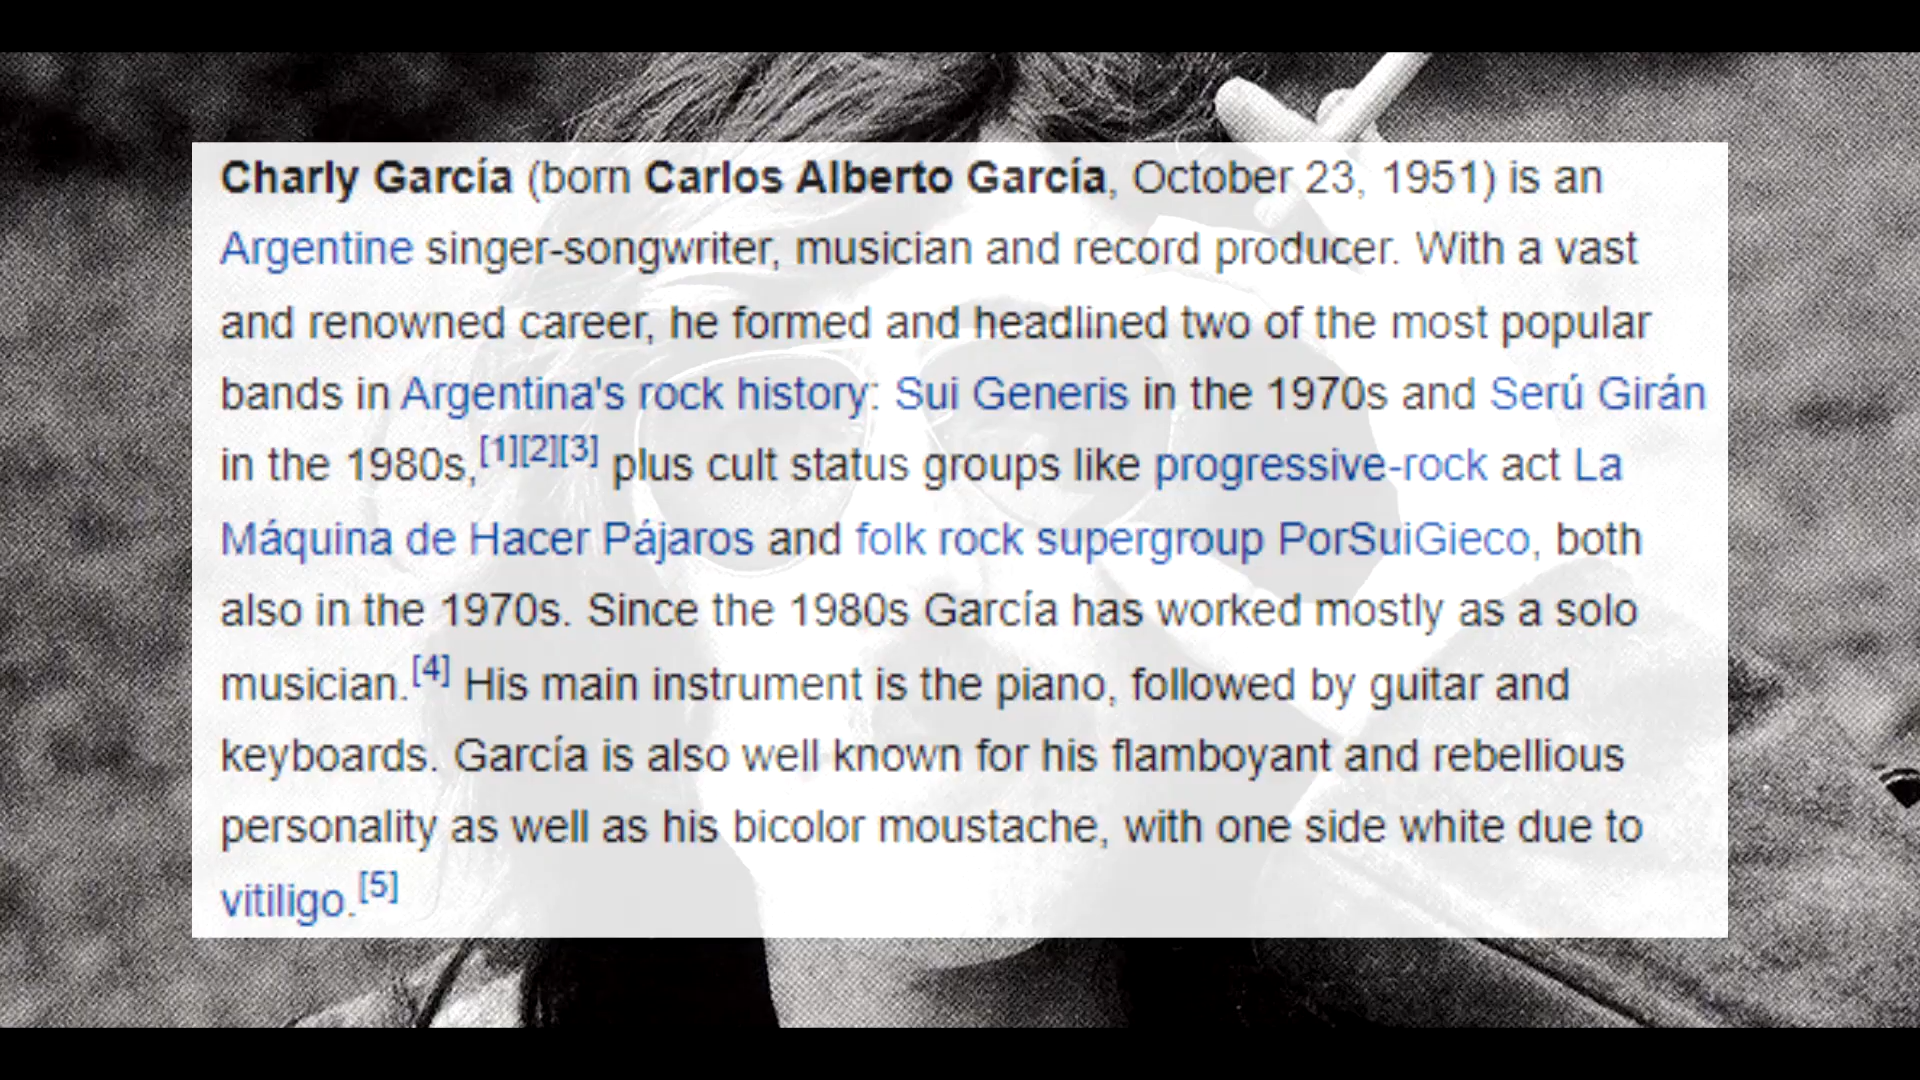 Charly García (born Carlos Alberto García, October 23, 1951) is an
Argentine singer-songwriter, musician and record producer. With a vast
and renowned career, he formed and headlined two of the most popular
bands in Argentina's rock history: Sui Generis in the 1970s and Serú Girán
in the 1980s,[1][2][3] plus cult status groups like progressive-rock act La
Máquina de Hacer Pájaros and folk rock supergroup PorSuiGieco, both
also in the 1970s. Since the 1980s García has worked mostly as a solo
musician.[4] His main instrument is the piano, followed by guitar and
keyboards. García is also well known for his flamboyant and rebellious
personality as well as his bicolor moustache, with one side white due to
vitiligo.[5]